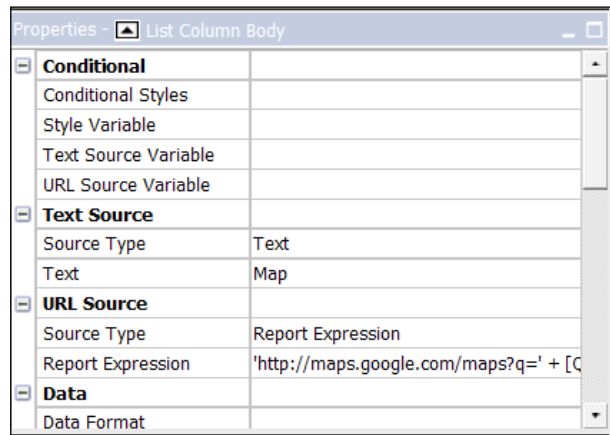 Properties - List Column Body
Conditional
Conditional Styles
Style Variable
Text Source Variable
URL Source Variable
Text Source
Source Type Text
Text Map
URL Source
Source Type Report Expression
Report Expression 'http://maps.google.com/maps?q=' + [Q
Data
Data Format